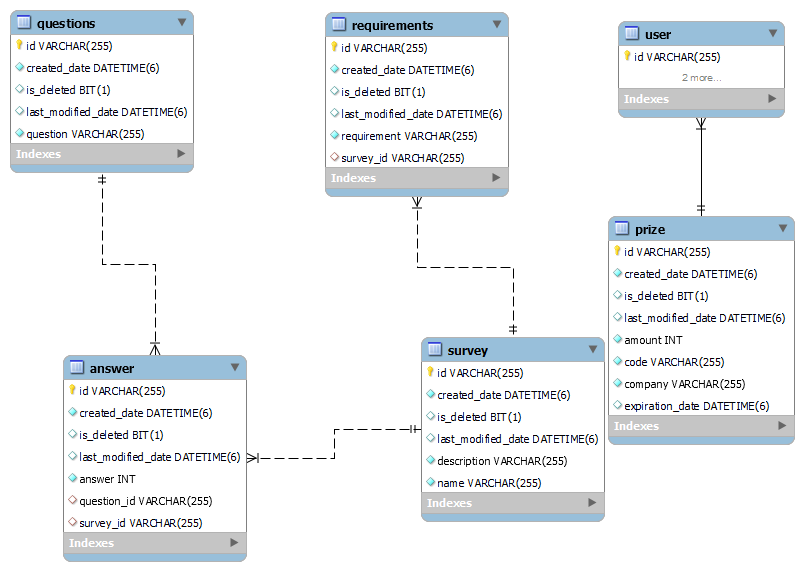 questions
id VARCHAR(255)
created_date DATETIME(6)
is_deleted BIT(1)
last_modified_date DATETIME(6)
question VARCHAR(255)
Indexes
requirements
id VARCHAR(255)
created_date DATETIME(6)
is_deleted BIT(1)
last_modified_date DATETIME(6)
requirement VARCHAR(255)
survey_id VARCHAR(255)
Indexes
user
id VARCHAR(255)
2 more...
Indexes
prize
id VARCHAR(255)
created_date DATETIME(6)
is_deleted BIT(1)
last_modified_date DATETIME(6)
amount INT
code VARCHAR(255)
company VARCHAR(255)
expiration_date DATETIME(6)
Indexes
answer
id VARCHAR(255)
created_date DATETIME(6)
is_deleted BIT(1)
last_modified_date DATETIME(6)
answer INT
question_id VARCHAR(255)
survey_id VARCHAR(255)
Indexes
survey
id VARCHAR(255)
created_date DATETIME(6)
is_deleted BIT(1)
last_modified_date DATETIME(6)
description VARCHAR(255)
name VARCHAR(255)
Indexes